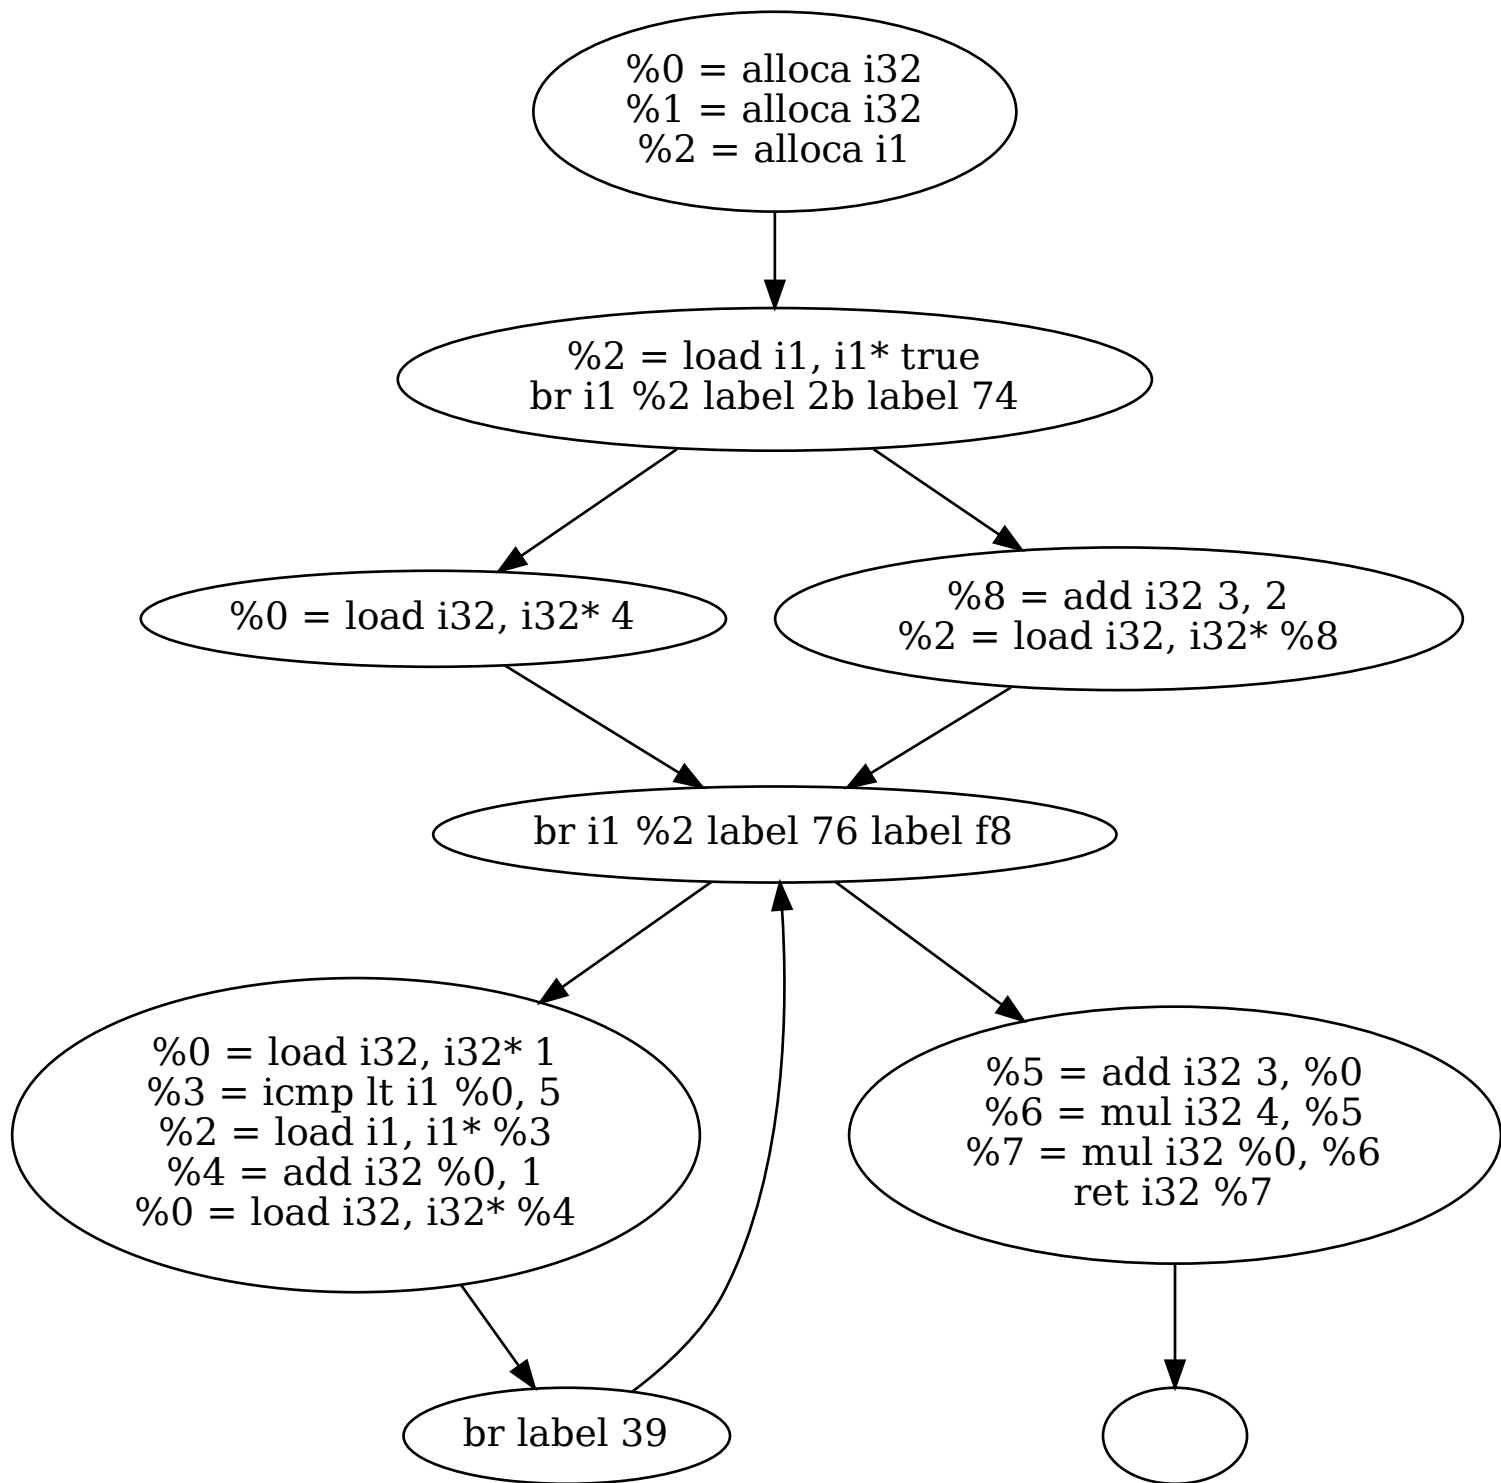 %0 = alloca i32
%1 = alloca i32
%2 = alloca i1
%2 = load i1, i1* true
br i1 %2 label 2b label 74
%0 = load i32, i32* 4
%8 = add i32 3, 2
%2 = load i32, i32* %8
br i1 %2 label 76 label f8
%0 = load i32, i32* 1
%3 = icmp lt i1 %0, 5
%2 = load i1, i1* %3
%4 = add i32 %0, 1
%0 = load i32, i32* %4
%5 = add i32 3, %0
%6 = mul i32 4, %5
%7 = mul i32 %0, %6
ret i32 %7
br label 39